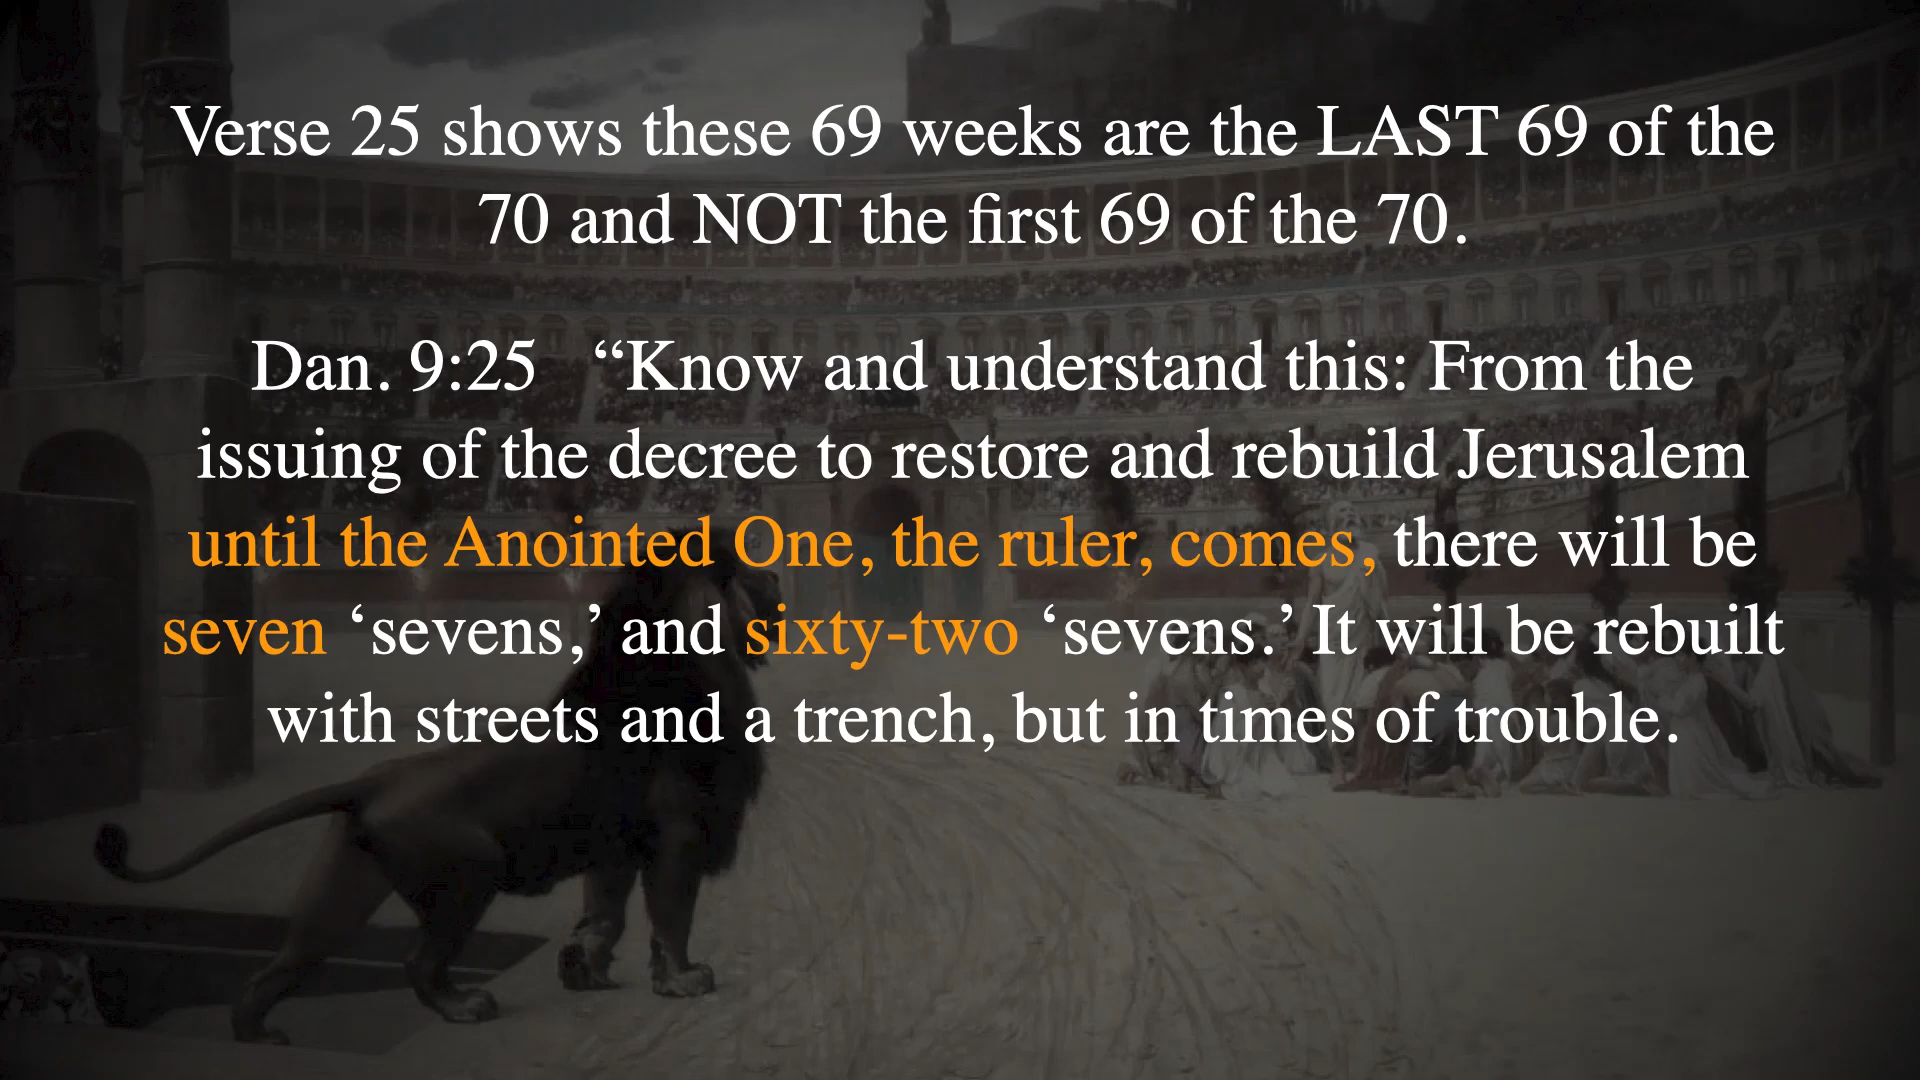 Verse 25 shows these 69 weeks are the LAST 69 of the
70 and NOT the first 69 of the 70.
Dan. 9:25 “Know and understand this: From the
issuing of the decree to restore and rebuild Jerusalem
until the Anointed One, the ruler, comes, there will be
seven ‘sevens,’ and sixty-two ‘sevens.’ It will be rebuilt
with streets and a trench, but in times of trouble.